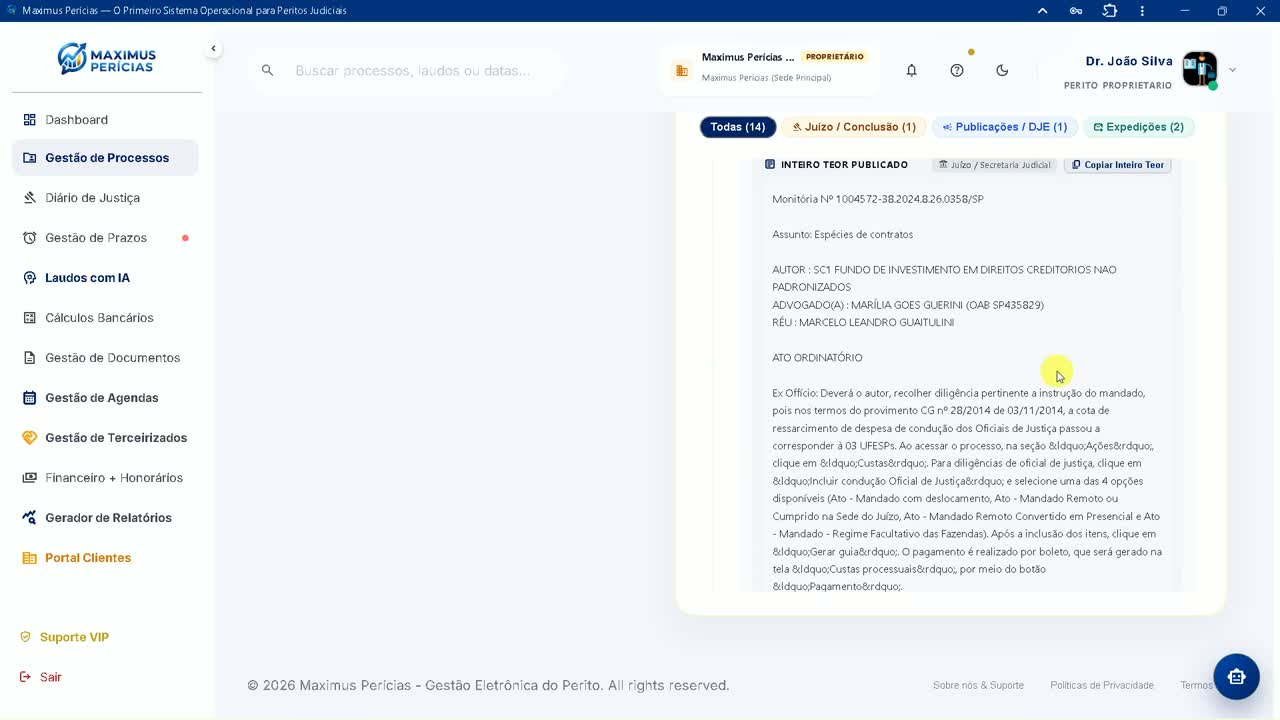 Maximus Perícias — O Primeiro Sistema Operacional para Peritos Judiciais
MAXIMUS
PERÍCIAS
Buscar processos, laudos ou datas...
Maximus Perícias ...
PROPRIETÁRIO
Maximus Perícias (Sede Principal)
Dr. João Silva
PERITO PROPRIETARIO
Dashboard
Gestão de Processos
Diário de Justiça
Gestão de Prazos
Laudos com IA
Cálculos Bancários
Gestão de Documentos
Gestão de Agendas
Gestão de Terceirizados
Financeiro + Honorários
Gerador de Relatórios
Portal Clientes
Suporte VIP
Sair
Todas (14)
Juízo / Conclusão (1)
Publicações / DJE (1)
Expedições (2)
INTEIRO TEOR PUBLICADO
Juízo / Secretaria Judicial
Copiar Inteiro Teor
Monitória Nº 1004572-38.2024.8.26.0358/SP
Assunto: Espécies de contratos
AUTOR : SC1 FUNDO DE INVESTIMENTO EM DIREITOS CREDITORIOS NAO
PADRONIZADOS
ADVOGADO(A) : MARÍLIA GOES GUERINI (OAB SP435829)
RÉU : MARCELO LEANDRO GUAITULINI
ATO ORDINATÓRIO
Ex Offício: Deverá o autor, recolher diligência pertinente a instrução do mandado,
pois nos termos do provimento CG nº 28/2014 de 03/11/2014, a cota de
ressarcimento de despesa de condução dos Oficiais de Justiça passou a
corresponder à 03 UFESPs. Ao acessar o processo, na seção &ldquo;Ações&rdquo;,
clique em &ldquo;Custas&rdquo;. Para diligências de oficial de justiça, clique em
&ldquo;Incluir condução Oficial de Justiça&rdquo; e selecione uma das 4 opções
disponíveis (Ato - Mandado com deslocamento, Ato - Mandado Remoto ou
Cumprido na Sede do Juízo, Ato - Mandado Remoto Convertido em Presencial e Ato
- Mandado - Regime Facultativo das Fazendas). Após a inclusão dos itens, clique em
&ldquo;Gerar guia&rdquo;. O pagamento é realizado por boleto, que será gerado na
tela &ldquo;Custas processuais&rdquo;, por meio do botão
&ldquo;Pagamento&rdquo;.
© 2026 Maximus Perícias - Gestão Eletrônica do Perito. All rights reserved.
Sobre nós & Suporte
Políticas de Privacidade
Termos